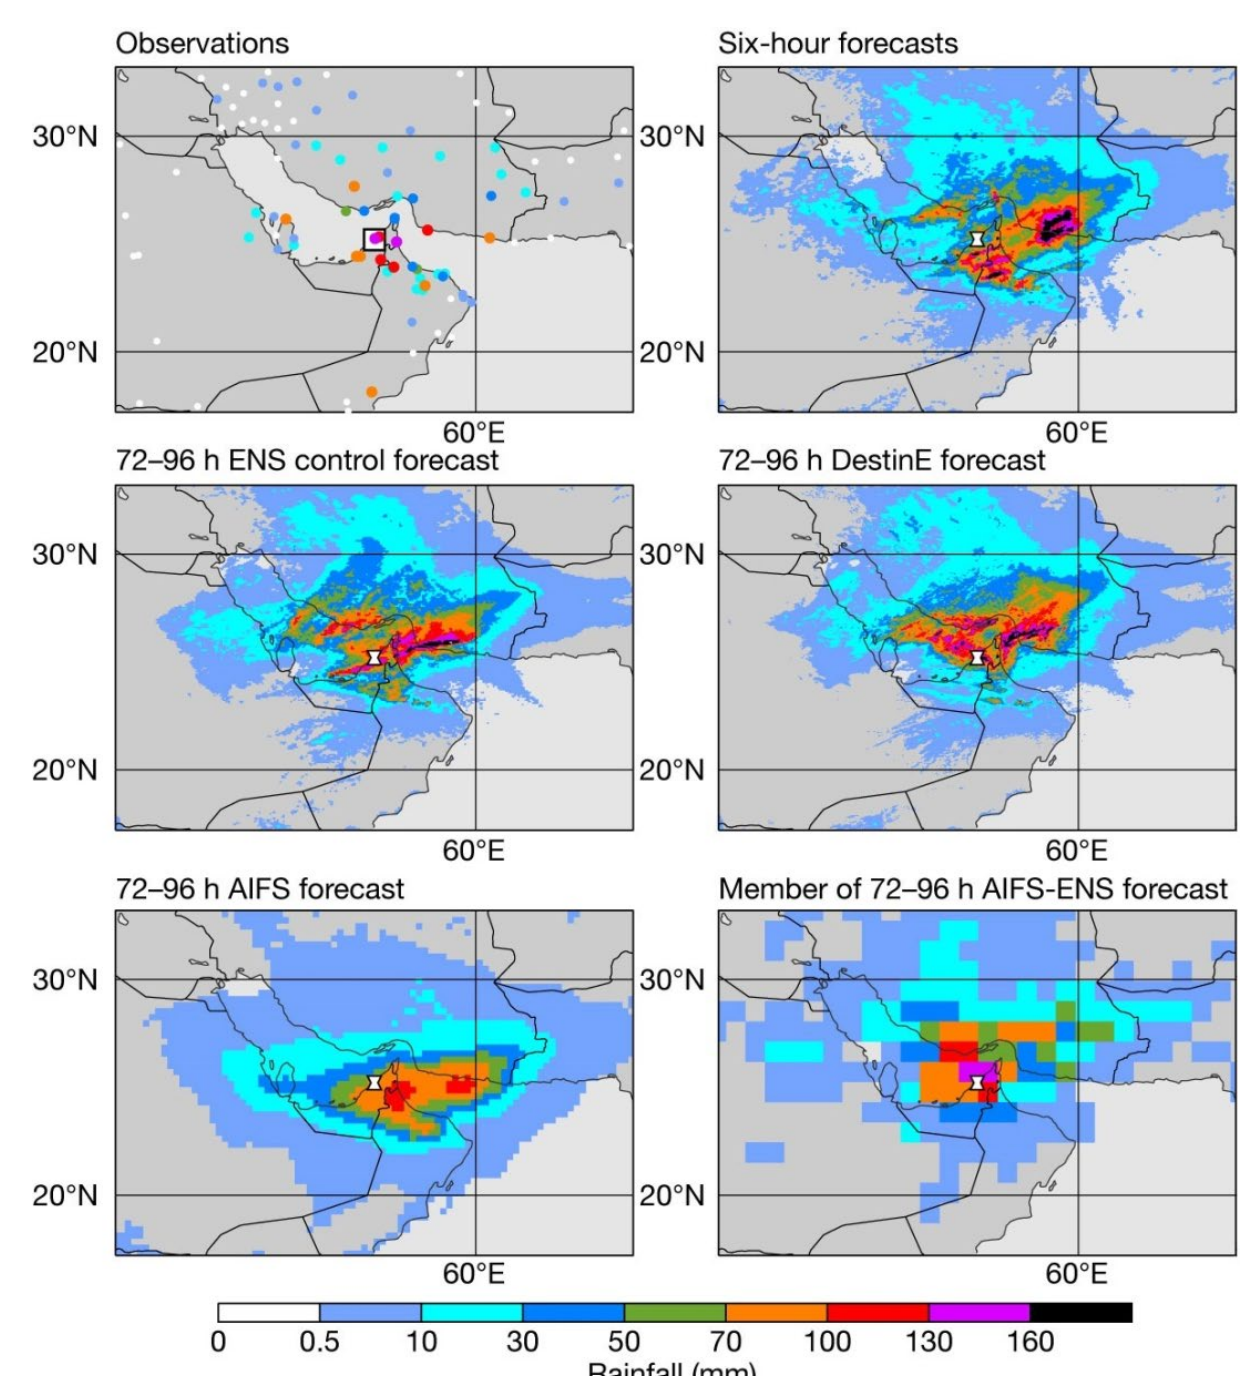 Observations
Six-hour forecasts
30°N
30°N
20°N
20°N
60°E
60°E
72–96 h ENS control forecast
72–96 h DestinE forecast
30°N
30°N
20°N
20°N
60°E
60°E
72–96 h AIFS forecast
Member of 72–96 h AIFS-ENS forecast
30°N
30°N
20°N
20°N
60°E
60°E
0 0.5 10 30 50 70 100 130 160
Rainfall (mm)